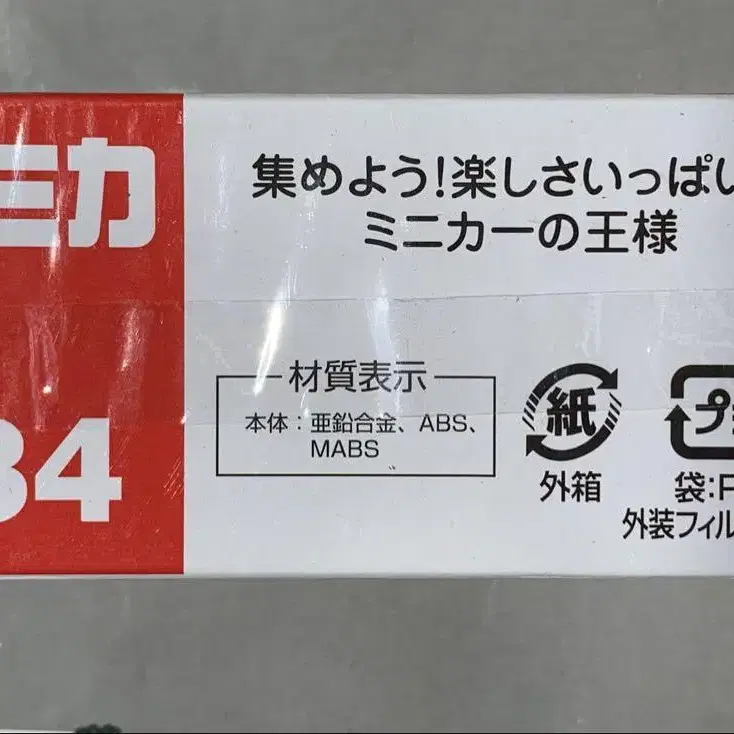 ミカ
集めよう!楽しさいっぱい
ミニカーの王様
材質表示
本体：亜鉛合金、ABS、
MABS
紙
外箱
プ
袋:P
外装フィル
34